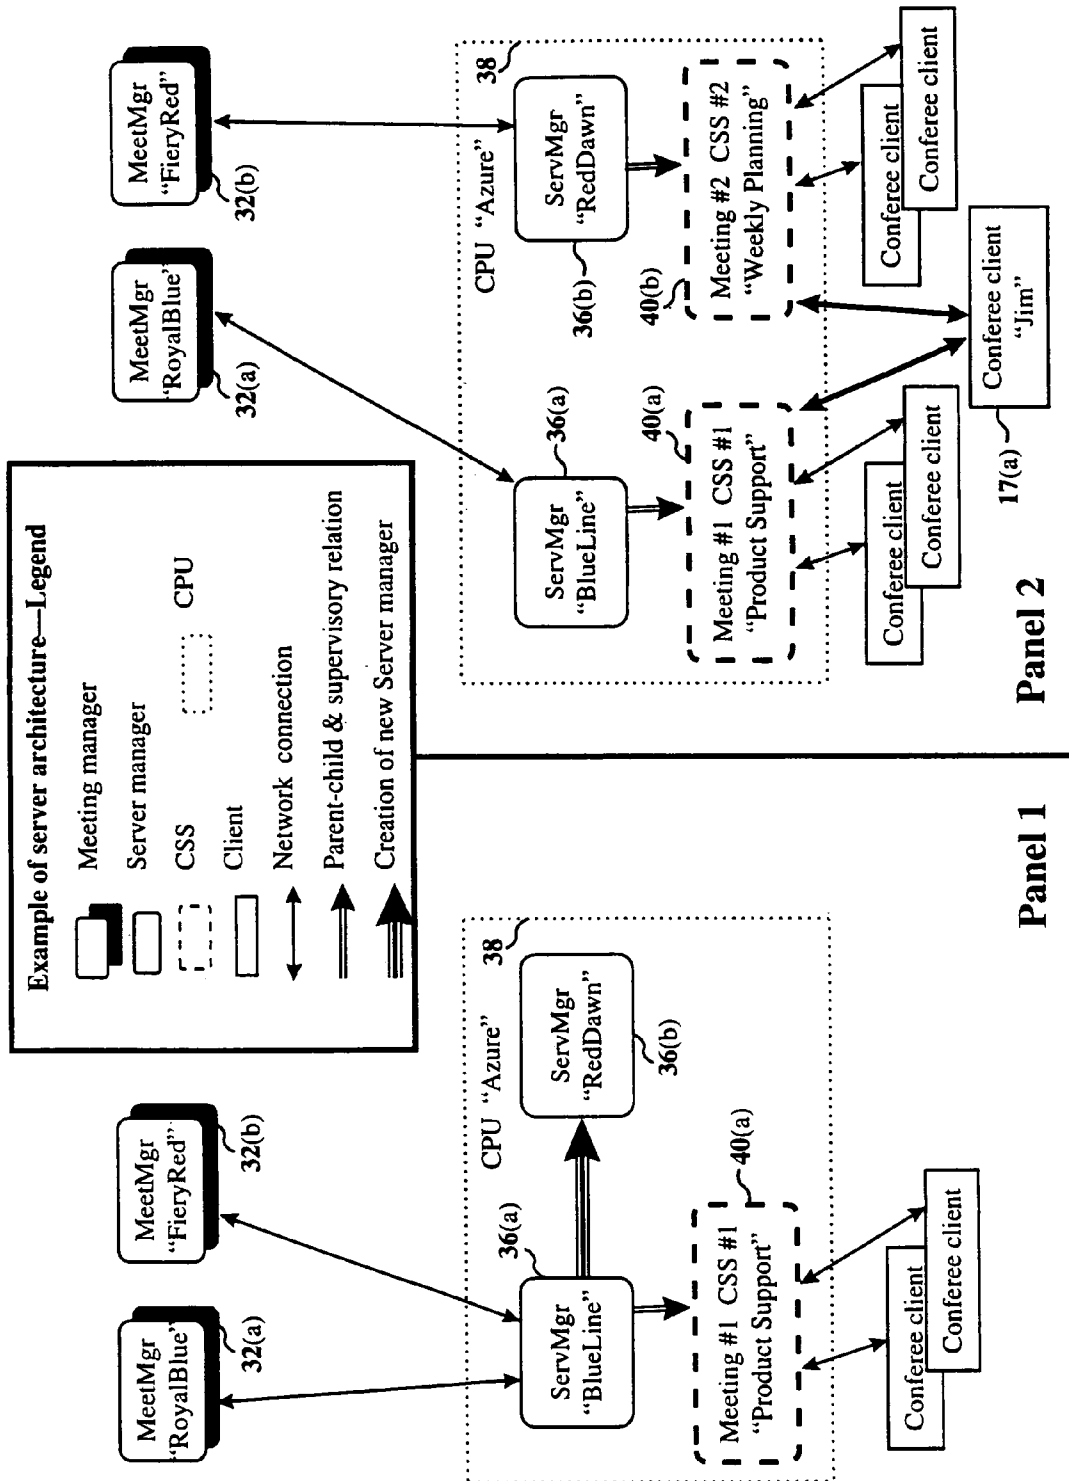 Example of server architecture—Legend
Meeting manager
Server manager
CSS
CPU
Client
Network connection
Parent-child & supervisory relation
Creation of new Server manager
MeetMgr
“RoyalBlue”
32(a)
MeetMgr
“FieryRed”
32(b)
CPU “Azure”
38
ServMgr
“BlueLine”
36(a)
ServMgr
“RedDawn”
36(b)
Meeting #1 CSS #1
“Product Support”
40(a)
Conferee client
Conferee client
Panel 1
MeetMgr
“RoyalBlue”
32(a)
MeetMgr
“FieryRed”
32(b)
CPU “Azure”
38
ServMgr
“BlueLine”
36(a)
ServMgr
“RedDawn”
36(b)
Meeting #1 CSS #1
“Product Support”
40(a)
Meeting #2 CSS #2
“Weekly Planning”
40(b)
Conferee client
Conferee client
Conferee client
“Jim”
17(a)
Conferee client
Conferee client
Panel 2